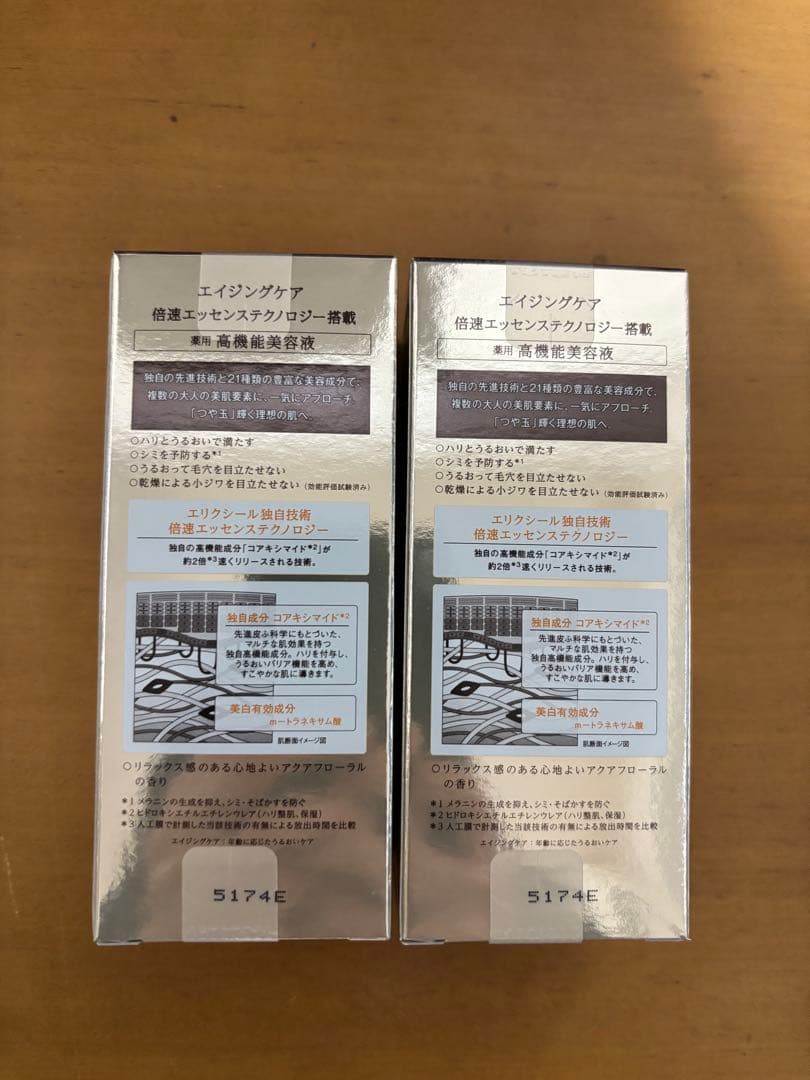 エイジングケア
倍速エッセンステクノロジー搭載
薬用 高機能美容液
独自の先進技術と21種類の豊富な美容成分で、
複数の大人の美肌要素に、一気にアプローチ。
「つや玉」輝く理想の肌へ。
○ハリとうるおいで満たす
○シミを予防する*1
○うるおって毛穴を目立たせない
○乾燥による小ジワを目立たせない（効能評価試験済み）
エリクシール独自技術
倍速エッセンステクノロジー
独自の高機能成分「コアキシマイド*2」が
約2倍*3速くリリースされる技術。
独自成分 コアキシマイド*2
先進皮ふ科学にもとづいた、
マルチな肌効果を持つ
独自高機能成分。ハリを付与し、
うるおいバリア機能を高め、
すこやかな肌に導きます。
美白有効成分
m－トラネキサム酸
肌断面イメージ図
○リラックス感のある心地よいアクアフローラル
の香り
*1 メラニンの生成を抑え、シミ・そばかすを防ぐ
*2 ヒドロキシエチルエチレンウレア（ハリ整肌、保湿）
*3 人工膜で計測した当該技術の有無による放出時間を比較
エイジングケア：年齢に応じたうるおいケア
5174E
エイジングケア
倍速エッセンステクノロジー搭載
薬用 高機能美容液
独自の先進技術と21種類の豊富な美容成分で、
複数の大人の美肌要素に、一気にアプローチ。
「つや玉」輝く理想の肌へ。
○ハリとうるおいで満たす
○シミを予防する*1
○うるおって毛穴を目立たせない
○乾燥による小ジワを目立たせない（効能評価試験済み）
エリクシール独自技術
倍速エッセンステクノロジー
独自の高機能成分「コアキシマイド*2」が
約2倍*3速くリリースされる技術。
独自成分 コアキシマイド*2
先進皮ふ科学にもとづいた、
マルチな肌効果を持つ
独自高機能成分。ハリを付与し、
うるおいバリア機能を高め、
すこやかな肌に導きます。
美白有効成分
m－トラネキサム酸
肌断面イメージ図
○リラックス感のある心地よいアクアフローラル
の香り
*1 メラニンの生成を抑え、シミ・そばかすを防ぐ
*2 ヒドロキシエチルエチレンウレア（ハリ整肌、保湿）
*3 人工膜で計測した当該技術の有無による放出時間を比較
エイジングケア：年齢に応じたうるおいケア
5174E